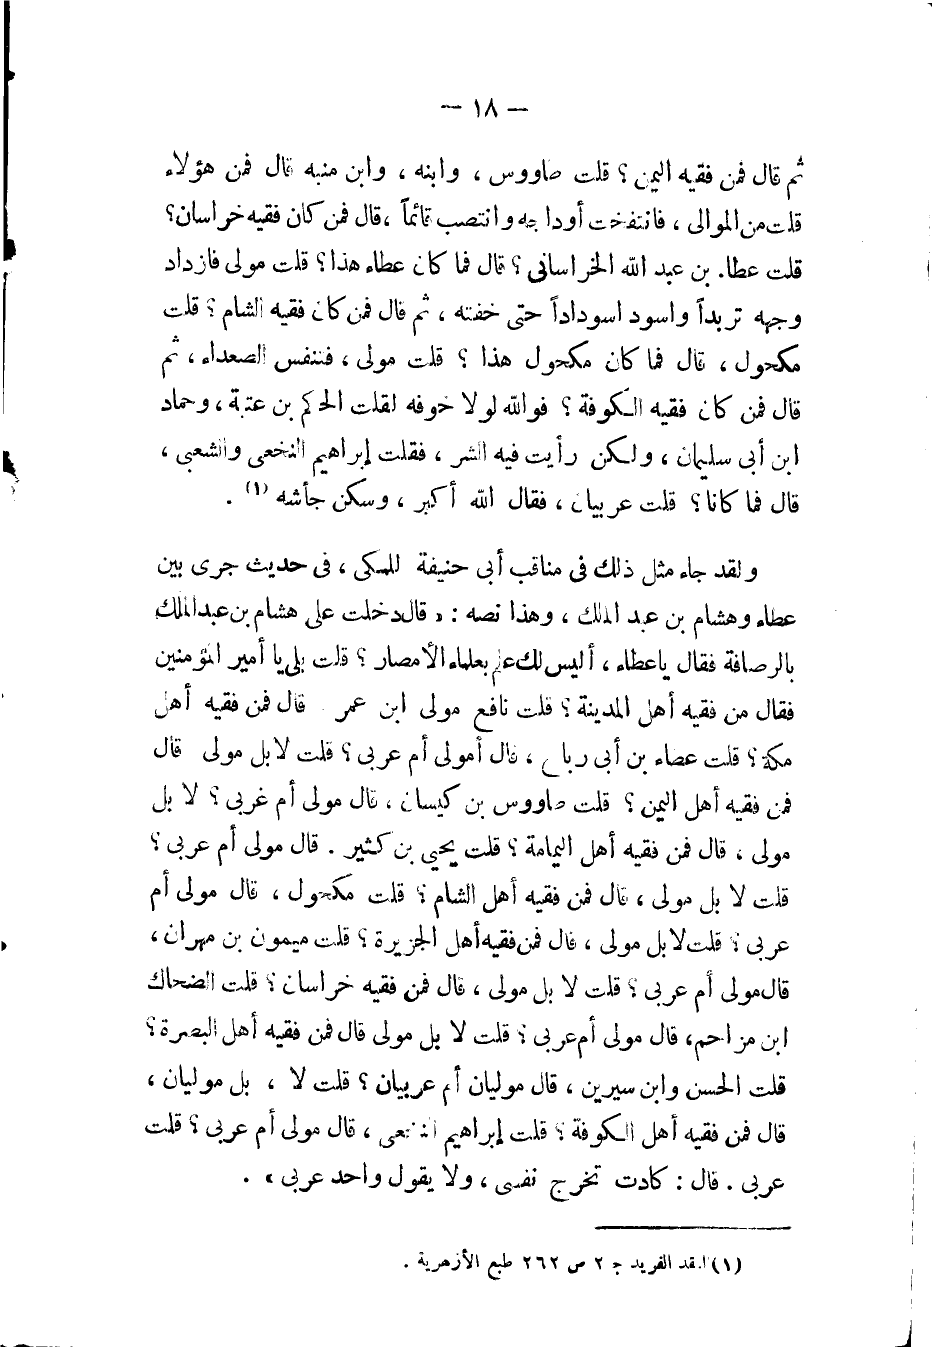 — ١٨ —
ثم قال فمن فقيه اليمن ؟ قلت طاووس ، وابنه ، وابن منبه قال فمن هؤلاء
قلت من الموالى ، فانتفخت أوداجه وانتصب قائماً ، قال فمن كان فقيه خراسان؟
قلت عطاء بن عبد الله الخراسانى ؟ قال فما كان عطاء هذا؟ قلت مولى فازداد
وجهه تربداً واسود اسوداداً حتى خفته ، ثم قال فمن كان فقيه الشام ؟ قلت
مكحول ، قال فما كان مكحول هذا ؟ قلت مولى ، فتنفس الصعداء ، ثم
قال فمن كان فقيه الكوفة ؟ فوالله لولا خوفه لقلت الحكم بن عتبة ، وحماد
ابن أبى سليمان ، ولكن رأيت فيه الشر ، فقلت إبراهيم النخعى والشعبى ،
قال فما كانا؟ قلت عربيان ، فقال الله أكبر ، وسكن جأشه (١) .
ولقد جاء مثل ذلك فى مناقب أبى حنيفة للمكى ، فى حديث جرى بين
عطاء وهشام بن عبد الملك ، وهذا نصه : « قال دخلت على هشام بن عبد الملك
بالرصافة فقال يا عطاء ، أليس لك علم بعلماء الأمصار ؟ قلت بلى يا أمير المؤمنين
فقال من فقيه أهل المدينة ؟ قلت نافع مولى ابن عمر قال فمن فقيه أهل
مكة ؟ قلت عطاء بن أبى رباح ، قال أمولى أم عربى ؟ قلت لا بل مولى قال
فمن فقيه أهل اليمن ؟ قلت طاووس بن كيسان ، قال مولى أم غربى ؟ لا بل
مولى ، قال فمن فقيه أهل اليمامة ؟ قلت يحيى بن كثير . قال مولى أم عربى ؟
قلت لا بل مولى ، قال فمن فقيه أهل الشام ؟ قلت مكحول ، قال مولى أم
عربى ؟ قلت لا بل مولى ، قال فمن فقيه أهل الجزيرة ؟ قلت ميمون بن مهران ،
قال مولى أم عربى ؟ قلت لا بل مولى ، قال فمن فقيه خراسان ؟ قلت الضحاك
ابن مزاحم، قال مولى أم عربى ؟ قلت لا بل مولى قال فمن فقيه أهل البصرة ؟
قلت الحسن وابن سيرين ، قال موليان أم عربيان ؟ قلت لا ، بل موليان ،
قال فمن فقيه أهل الكوفة ؟ قلت إبراهيم النخعى ، قال مولى أم عربى ؟ قلت
عربى . قال : كادت تخرج نفسى ، ولا يقول واحد عربى » .
(١) العقد الفريد ج ٢ ص ٢٦٢ طبع الأزهرية .